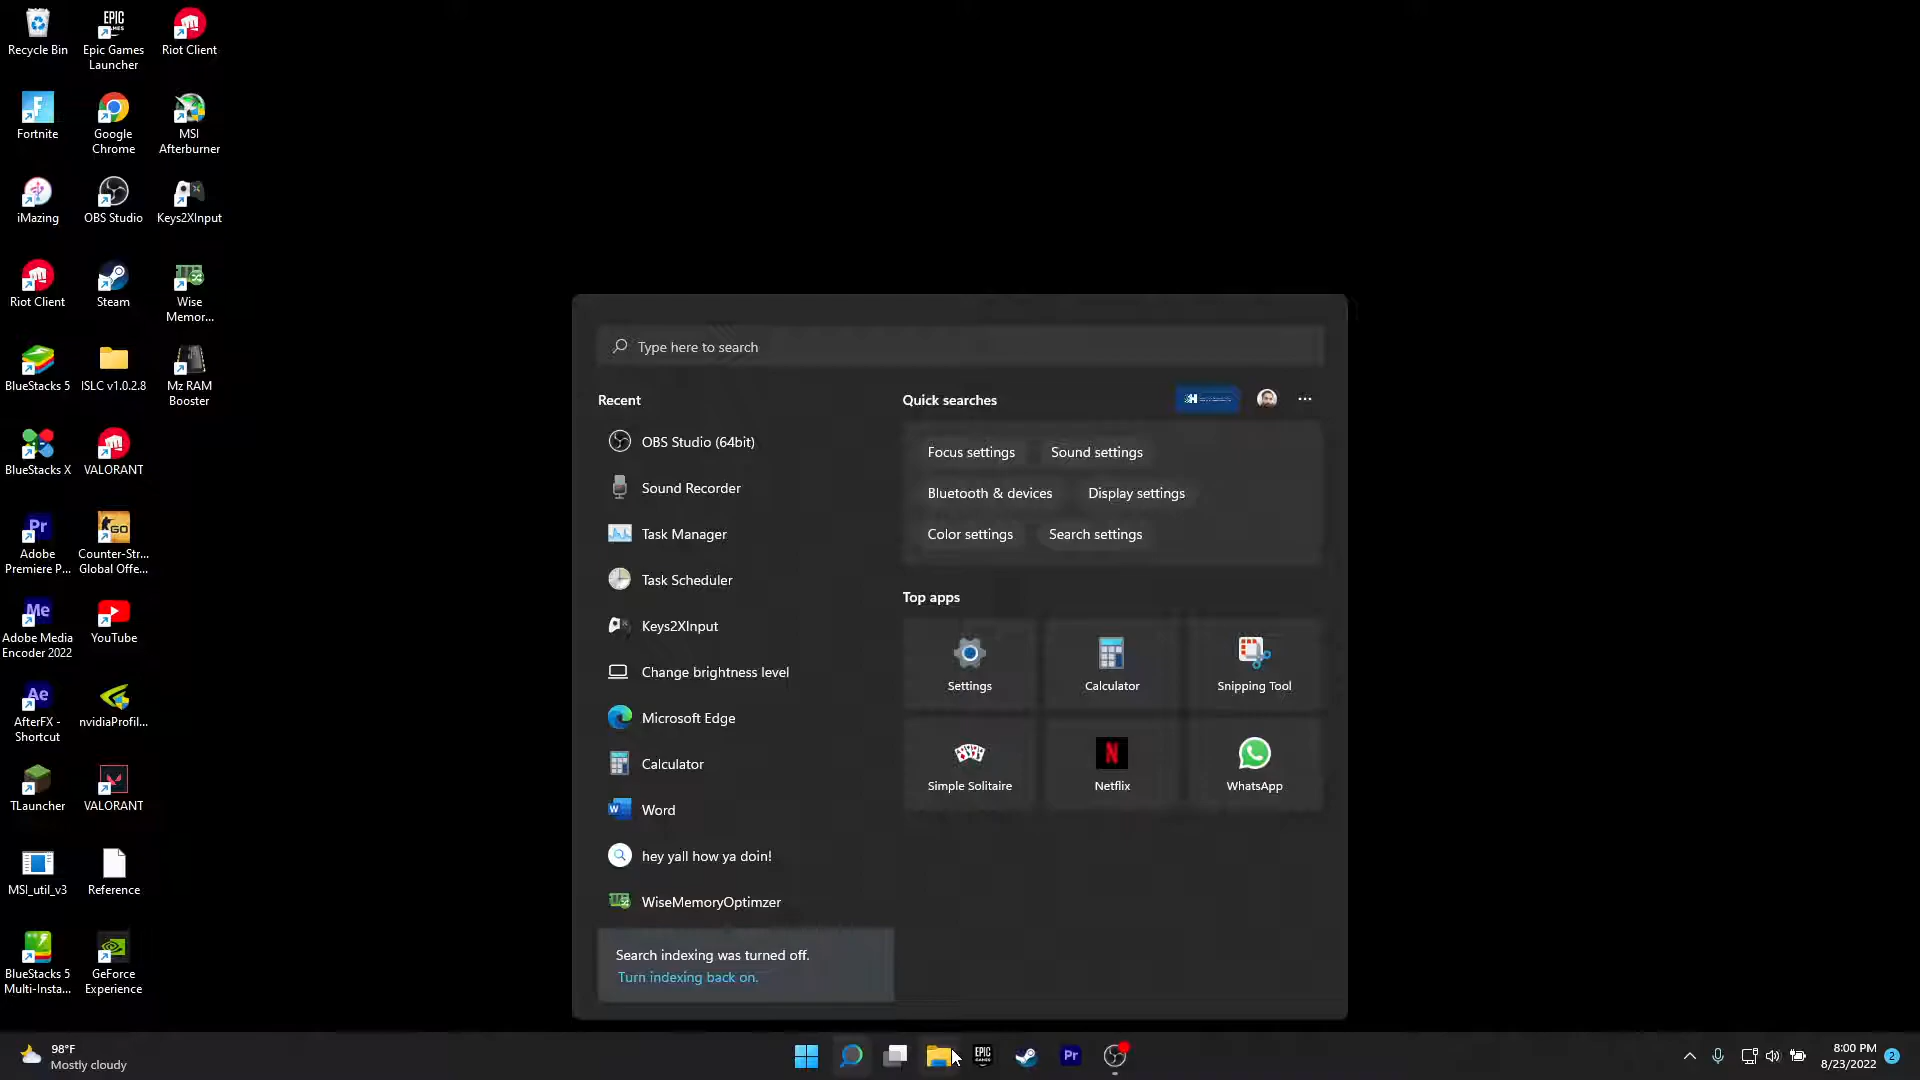 Recycle Bin
Epic Games
Launcher
Riot Client
Fortnite
Google
Chrome
MSI
Afterburner
iMazing
OBS Studio
Keys2XInput
Riot Client
Steam
Wise
Memor...
BlueStacks 5
ISLC v1.0.2.8
Mz RAM
Booster
BlueStacks X
VALORANT
Adobe
Premiere P...
Counter-Str...
Global Offe...
Adobe Media
Encoder 2022
YouTube
AfterFX -
Shortcut
nvidiaProfil...
TLauncher
VALORANT
MSI_util_v3
Reference
BlueStacks 5
Multi-Insta...
GeForce
Experience
Type here to search
Recent
OBS Studio (64bit)
Sound Recorder
Task Manager
Task Scheduler
Keys2XInput
Change brightness level
Microsoft Edge
Calculator
Word
hey yall how ya doin!
WiseMemoryOptimzer
Search indexing was turned off.
Turn indexing back on.
Quick searches
Focus settings
Sound settings
Bluetooth & devices
Display settings
Color settings
Search settings
Top apps
Settings
Calculator
Snipping Tool
Simple Solitaire
Netflix
WhatsApp
98°F
Mostly cloudy
8:00 PM
8/23/2022
2